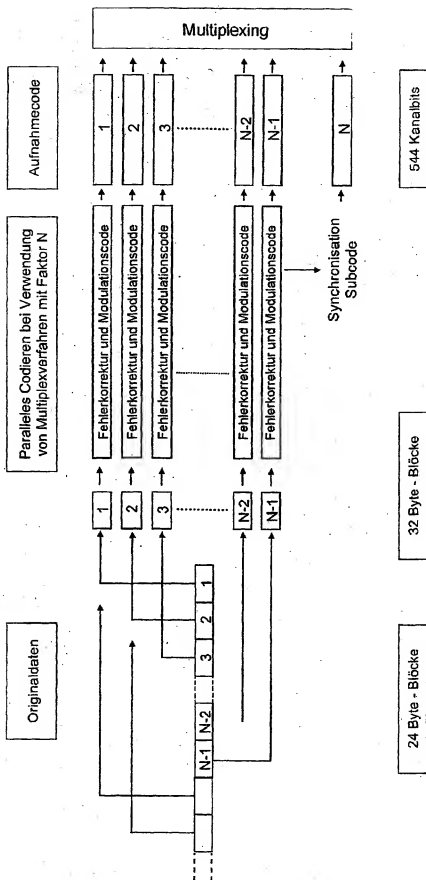 Originaldaten
Paralleles Codieren bei Verwendung
von Multiplexverfahren mit Faktor N
Aufnahmecode
1
Fehlerkorrektur und Modulationscode
1
2
Fehlerkorrektur und Modulationscode
2
3
Fehlerkorrektur und Modulationscode
3
N-2
Fehlerkorrektur und Modulationscode
N-2
N-1
Fehlerkorrektur und Modulationscode
N-1
N
Multiplexing
N-1
N-2
3
2
1
Synchronisation
Subcode
24 Byte - Blöcke
32 Byte - Blöcke
544 Kanalbits